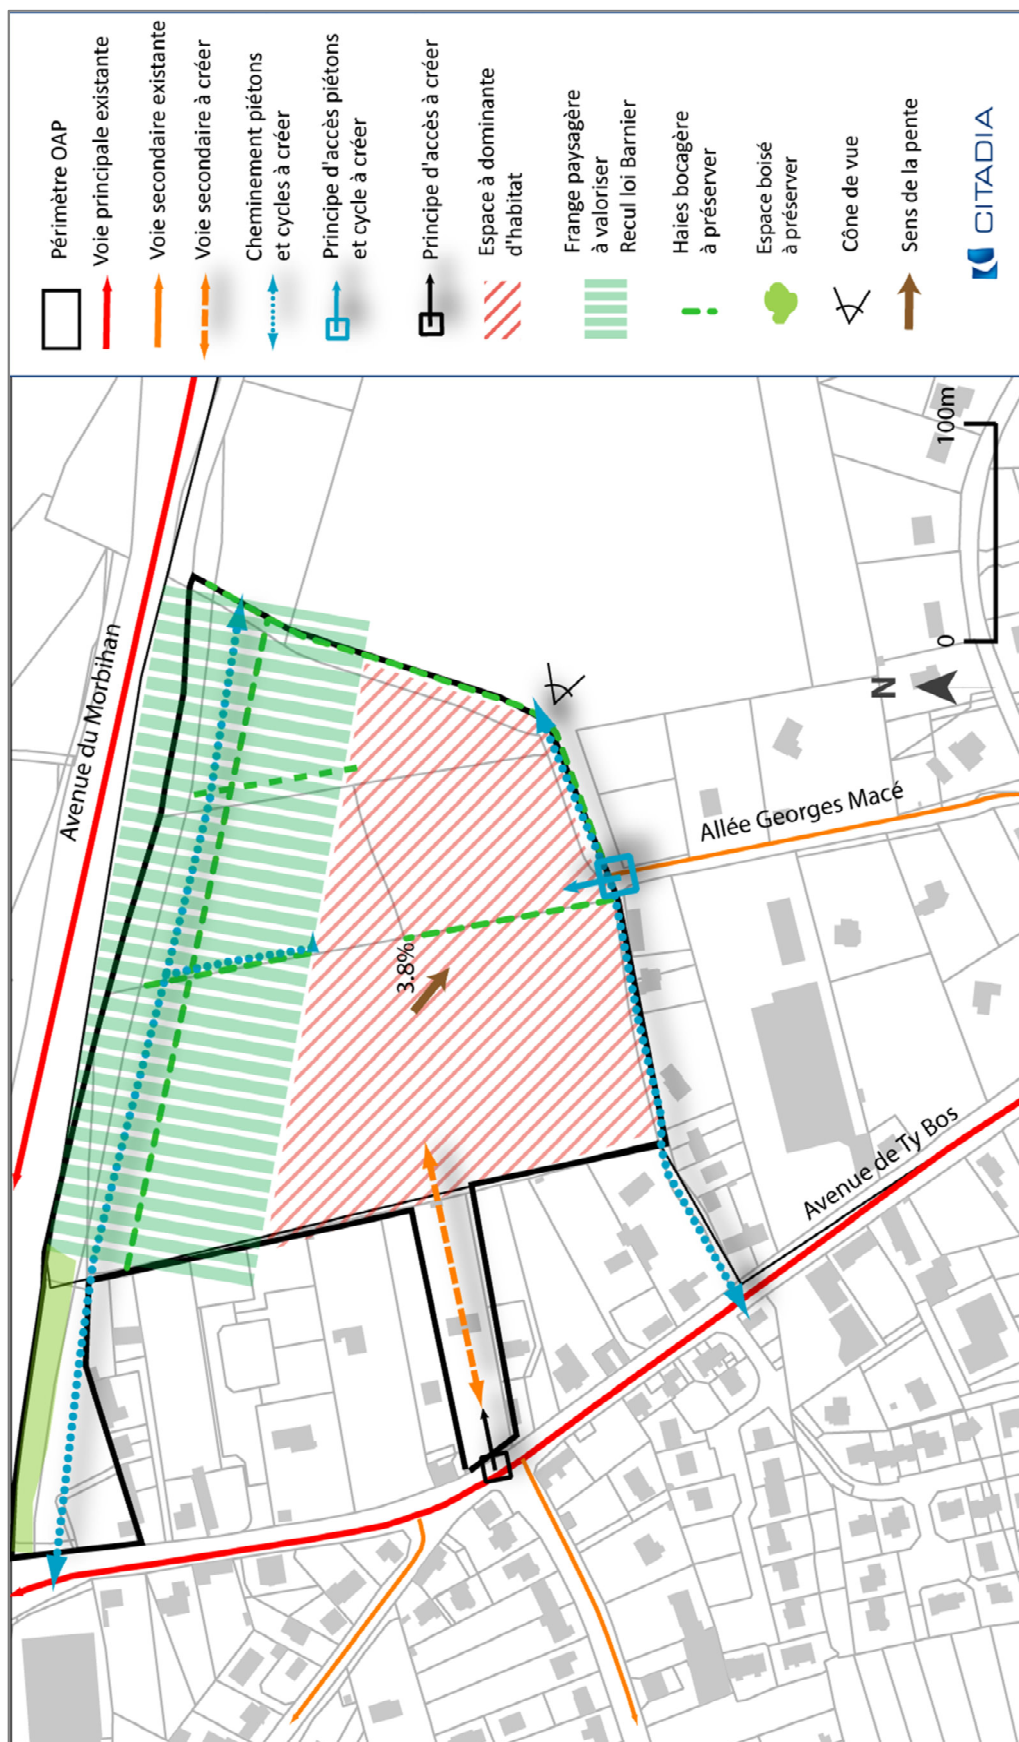 Périmètre OAP
Voie principale existante
Voie secondaire existante
Voie secondaire à créer
Cheminement piétons
et cycles à créer
Principe d'accès piétons
et cycle à créer
Principe d'accès à créer
Espace à dominante
d'habitat
Frange paysagère
à valoriser
Recul loi Barnier
Haies bocagère
à préserver
Espace boisé
à préserver
Cône de vue
Sens de la pente
CITADIA
Avenue du Morbihan
3.8%
Allée Georges Macé
Avenue de Ty Bos
N
0
100m